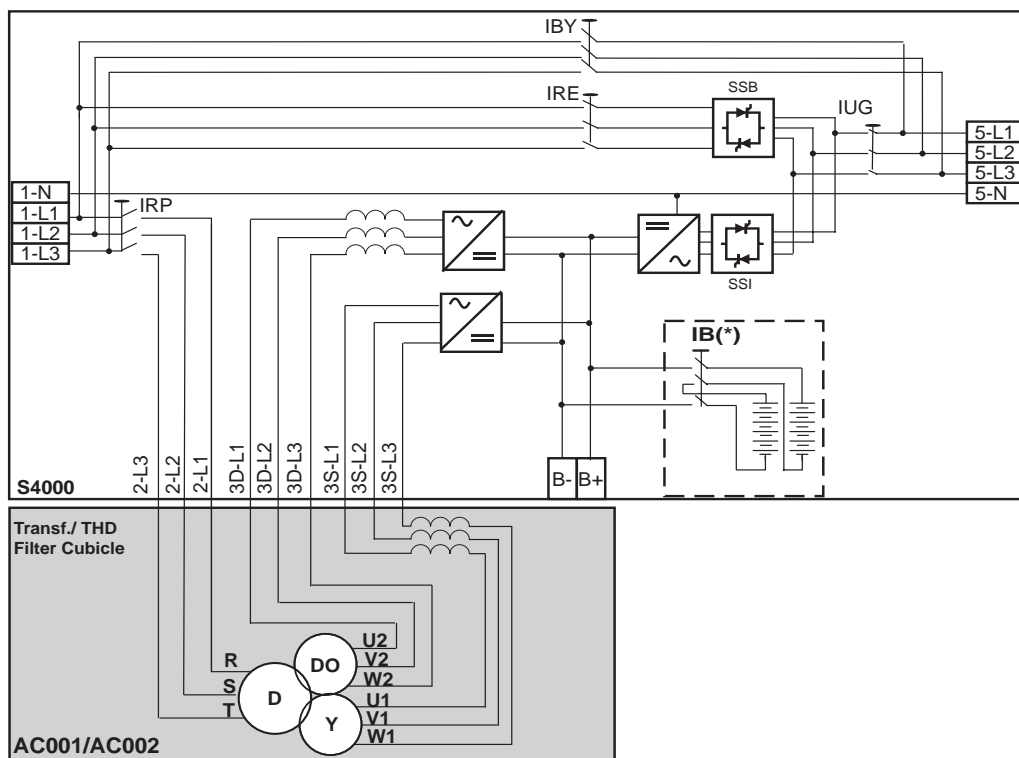 IBY
IRE
SSB
IUG
5-L1
5-L2
5-L3
5-N
1-N
1-L1
1-L2
1-L3
IRP
SSI
IB(*)
2-L3
2-L2
2-L1
3D-L1
3D-L2
3D-L3
3S-L1
3S-L2
3S-L3
B-
B+
S4000
Transf./ THD
Filter Cubicle
R
S
T
D
DO
Y
U2
V2
W2
U1
V1
W1
AC001/AC002